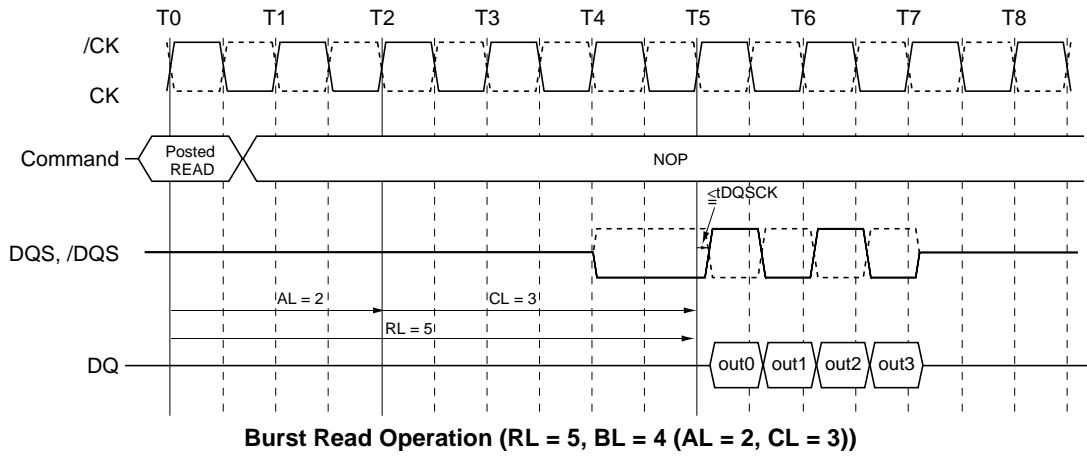 T0 T1 T2 T3 T4 T5 T6 T7 T8
/CK
CK
Command
Posted
READ
NOP
≦tDQSCK
DQS, /DQS
AL = 2
CL = 3
RL = 5
DQ
out0 out1 out2 out3
Burst Read Operation (RL = 5, BL = 4 (AL = 2, CL = 3))